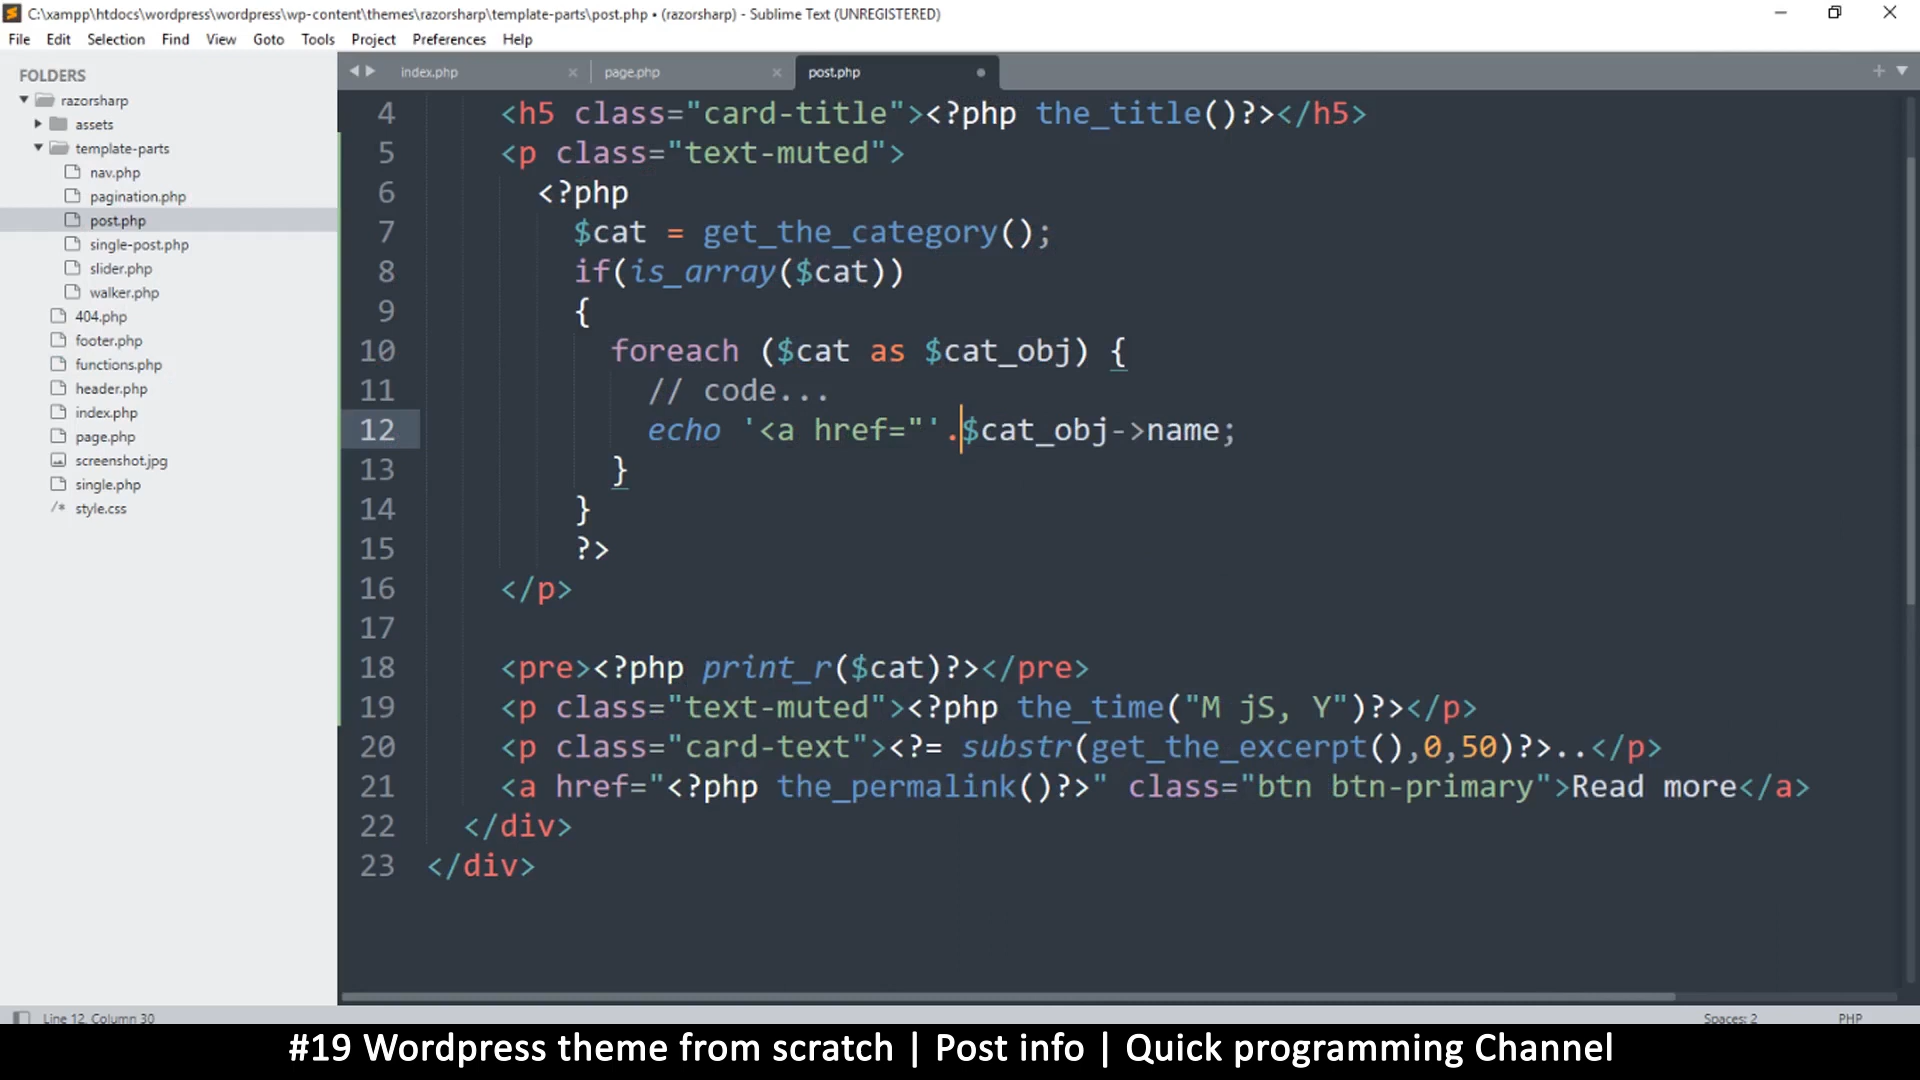 C:\xampp\htdocs\wordpress\wordpress\wp-content\themes\razorsharp\template-parts\post.php • (razorsharp) - Sublime Text (UNREGISTERED)
File Edit Selection Find View Goto Tools Project Preferences Help
FOLDERS
razorsharp
assets
template-parts
nav.php
pagination.php
post.php
single-post.php
slider.php
walker.php
404.php
footer.php
functions.php
header.php
index.php
page.php
screenshot.jpg
single.php
/* style.css
index.php × page.php × post.php
4 <h5 class="card-title"><?php the_title()?></h5>
5 <p class="text-muted">
6 <?php
7 $cat = get_the_category();
8 if(is_array($cat))
9 {
10 foreach ($cat as $cat_obj) {
11 // code...
12 echo '<a href="'.$cat_obj->name;
13 }
14 }
15 ?>
16 </p>
17
18 <pre><?php print_r($cat)?></pre>
19 <p class="text-muted"><?php the_time("M jS, Y")?></p>
20 <p class="card-text"><?= substr(get_the_excerpt(),0,50)?>..</p>
21 <a href="<?php the_permalink()?>" class="btn btn-primary">Read more</a>
22 </div>
23 </div>
Line 12, Column 30 Spaces: 2 PHP
#19 Wordpress theme from scratch | Post info | Quick programming Channel